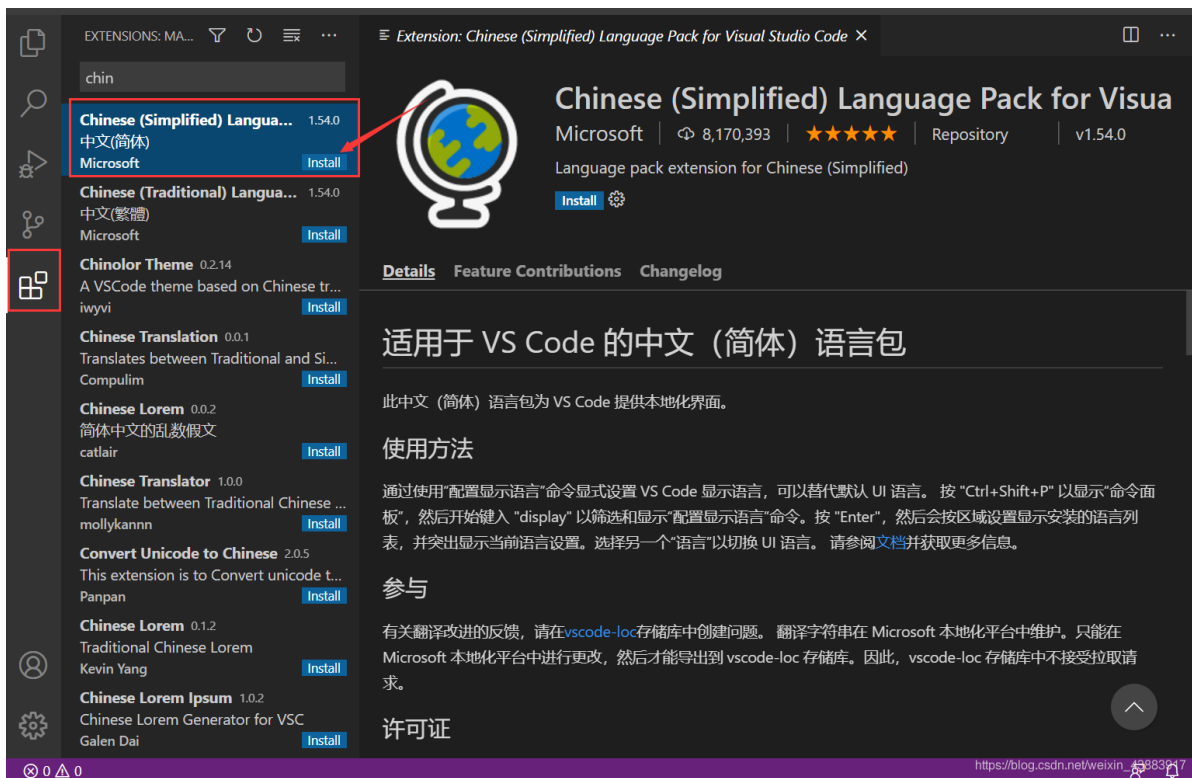 EXTENSIONS: MA...
chin
Chinese (Simplified) Langua... 1.54.0
中文(简体)
Microsoft Install
Chinese (Traditional) Langua... 1.54.0
中文(繁體)
Microsoft Install
Chinolor Theme 0.2.14
A VSCode theme based on Chinese tr...
iwyvi Install
Chinese Translation 0.0.1
Translates between Traditional and Si...
Compulim Install
Chinese Lorem 0.0.2
简体中文的乱数假文
catlair Install
Chinese Translator 1.0.0
Translate between Traditional Chinese ...
mollykannn Install
Convert Unicode to Chinese 2.0.5
This extension is to Convert unicode t...
Panpan Install
Chinese Lorem 0.1.2
Traditional Chinese Lorem
Kevin Yang Install
Chinese Lorem Ipsum 1.0.2
Chinese Lorem Generator for VSC
Galen Dai Install
Extension: Chinese (Simplified) Language Pack for Visual Studio Code
Chinese (Simplified) Language Pack for Visua
Microsoft 8,170,393 Repository v1.54.0
Language pack extension for Chinese (Simplified)
Install
Details Feature Contributions Changelog
适用于 VS Code 的中文（简体）语言包
此中文（简体）语言包为 VS Code 提供本地化界面。
使用方法
通过使用“配置显示语言”命令显式设置 VS Code 显示语言，可以替代默认 UI 语言。 按 "Ctrl+Shift+P" 以显示“命令面
板”，然后开始键入 "display" 以筛选和显示“配置显示语言”命令。按 "Enter"，然后会按区域设置显示安装的语言列
表，并突出显示当前语言设置。选择另一个“语言”以切换 UI 语言。 请参阅文档并获取更多信息。
参与
有关翻译改进的反馈，请在vscode-loc存储库中创建问题。 翻译字符串在 Microsoft 本地化平台中维护。只能在
Microsoft 本地化平台中进行更改，然后才能导出到 vscode-loc 存储库。因此，vscode-loc 存储库中不接受拉取请
求。
许可证
0 0